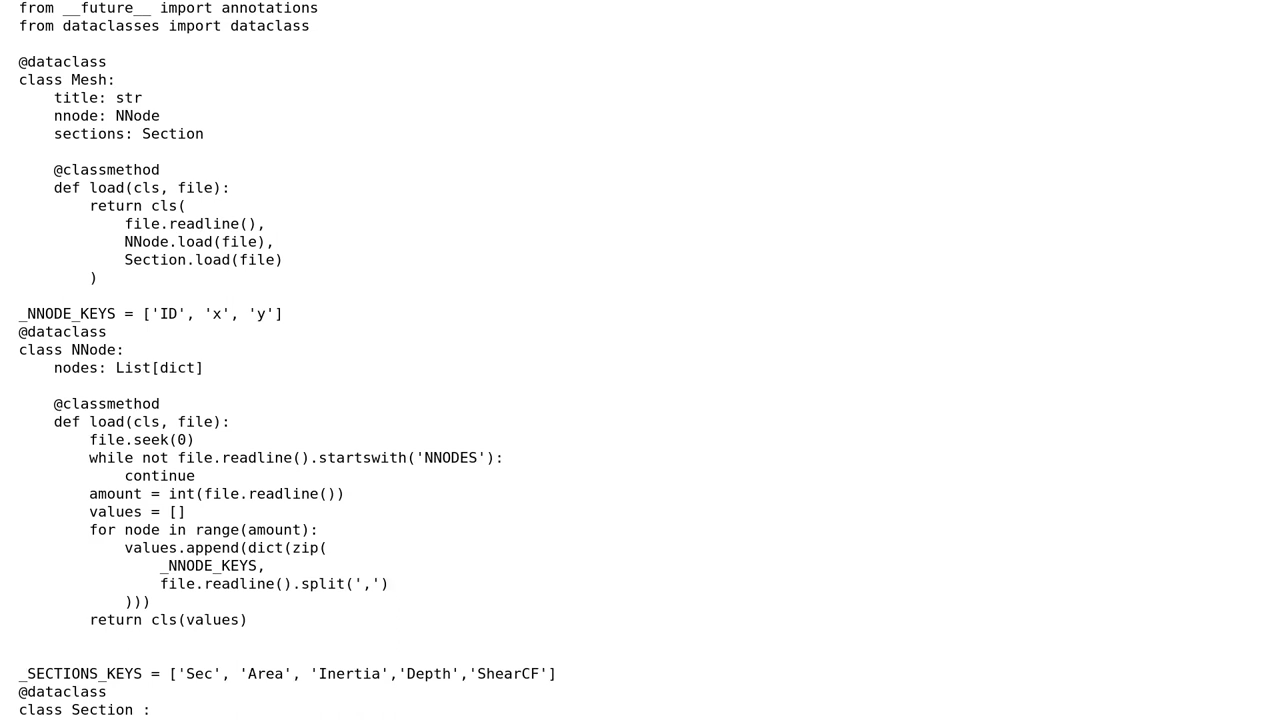 from __future__ import annotations
from dataclasses import dataclass

@dataclass
class Mesh:
    title: str
    nnode: NNode
    sections: Section

    @classmethod
    def load(cls, file):
        return cls(
            file.readline(),
            NNode.load(file),
            Section.load(file)
        )

_NNODE_KEYS = ['ID', 'x', 'y']
@dataclass
class NNode:
    nodes: List[dict]

    @classmethod
    def load(cls, file):
        file.seek(0)
        while not file.readline().startswith('NNODES'):
            continue
        amount = int(file.readline())
        values = []
        for node in range(amount):
            values.append(dict(zip(
                _NNODE_KEYS,
                file.readline().split(',')
            )))
        return cls(values)


_SECTIONS_KEYS = ['Sec', 'Area', 'Inertia','Depth','ShearCF']
@dataclass
class Section :